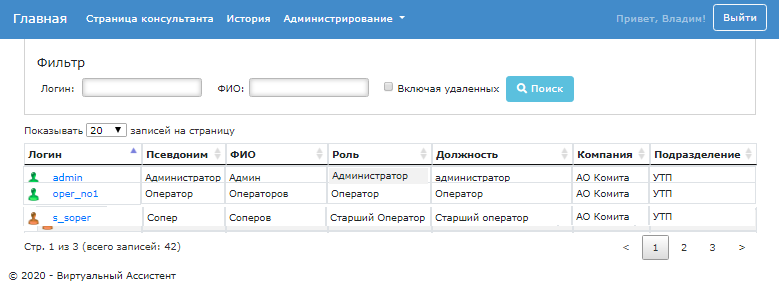 Главная Страница консультанта История Администрирование Привет, Владим! Выйти
Фильтр
Логин: ФИО: Включая удаленных Поиск
Показывать 20 записей на страницу
Логин Псевдоним ФИО Роль Должность Компания Подразделение
admin Администратор Админ Администратор администратор АО Комита УТП
oper_no1 Оператор Операторов Оператор Оператор АО Комита УТП
s_soper Сопер Соперов Старший Оператор Старший оператор АО Комита УТП
Стр. 1 из 3 (всего записей: 42) < 1 2 3 >
© 2020 - Виртуальный Ассистент